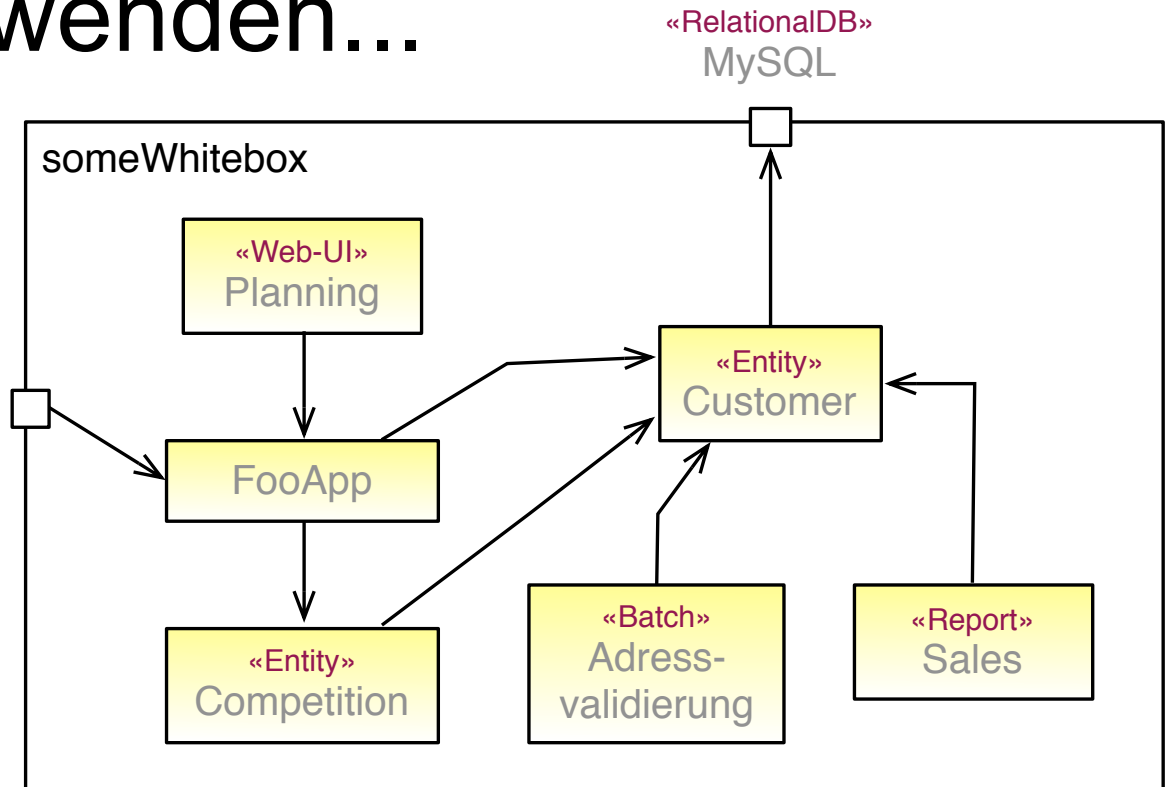 wenden...
«RelationalDB»
MySQL
someWhitebox
«Web-UI»
Planning
«Entity»
Customer
FooApp
«Entity»
Competition
«Batch»
Adress-
validierung
«Report»
Sales